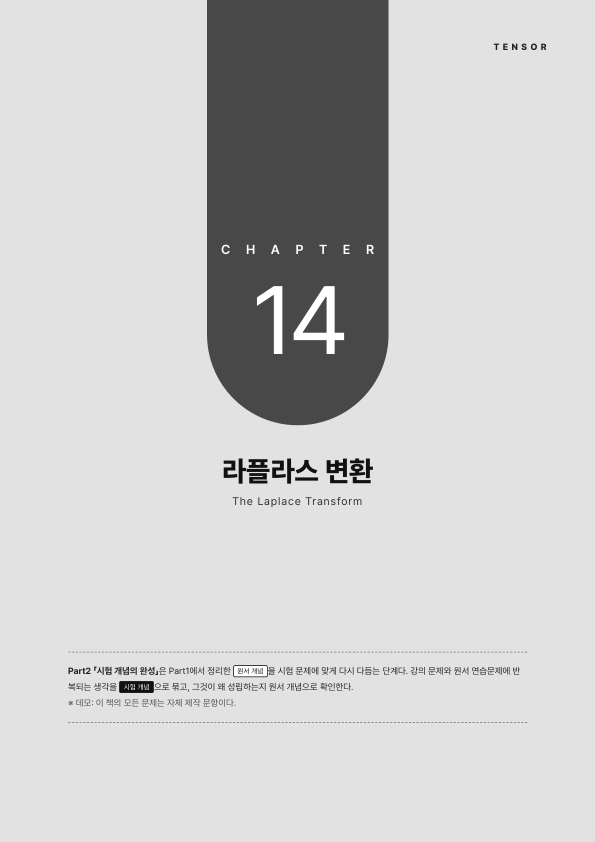 TENSOR
CHAPTER
14
라플라스 변환
The Laplace Transform
Part2 『시험 개념의 완성』은 Part1에서 정리한 원서 개념을 시험 문제에 맞게 다시 다듬는 단계다. 강의 문제와 원서 연습문제에 반
복되는 생각을 시험 개념으로 묶고, 그것이 왜 성립하는지 원서 개념으로 확인한다.
※ 데모: 이 책의 모든 문제는 자체 제작 문항이다.